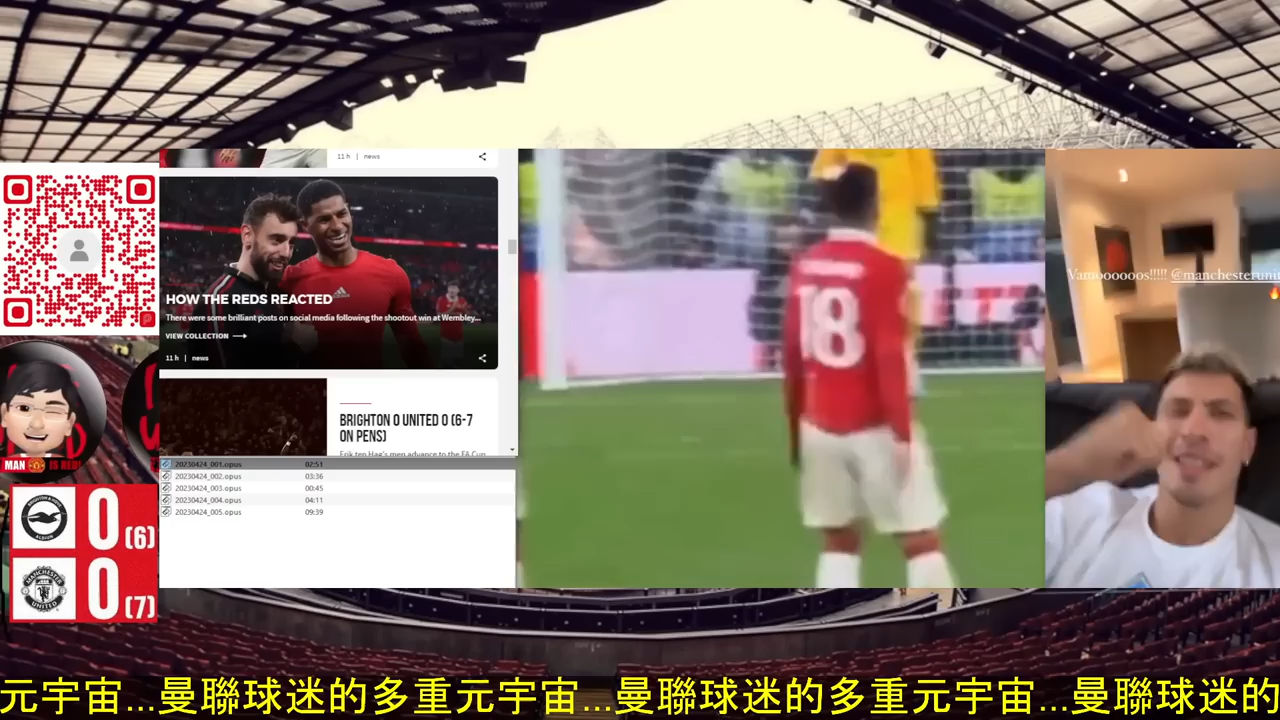 11 h | news
HOW THE REDS REACTED
There were some brilliant posts on social media following the shootout win at Wembley...
VIEW COLLECTION
11 h | news
BRIGHTON 0 UNITED 0 (6-7
ON PENS)
Erik ten Hag's men advance to the FA Cup
20230424_001.opus 02:51
20230424_002.opus 03:36
20230424_003.opus 00:45
20230424_004.opus 04:11
20230424_005.opus 09:39
18
Vamoooooos!!!!! @manchesterunit
MAN IS RED!
0 (6)
MANCHESTER
UNITED
0 (7)
元宇宙...曼聯球迷的多重元宇宙...曼聯球迷的多重元宇宙...曼聯球迷的